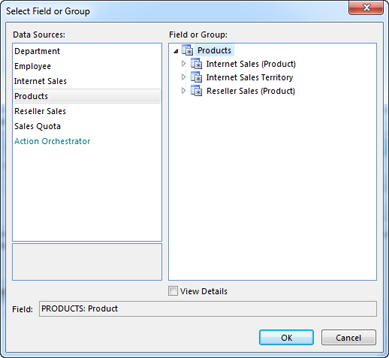 Select Field or Group
Data Sources:
Department
Employee
Internet Sales
Products
Reseller Sales
Sales Quota
Action Orchestrator
Field or Group:
Products
Internet Sales (Product)
Internet Sales Territory
Reseller Sales (Product)
View Details
Field: PRODUCTS: Product
OK Cancel